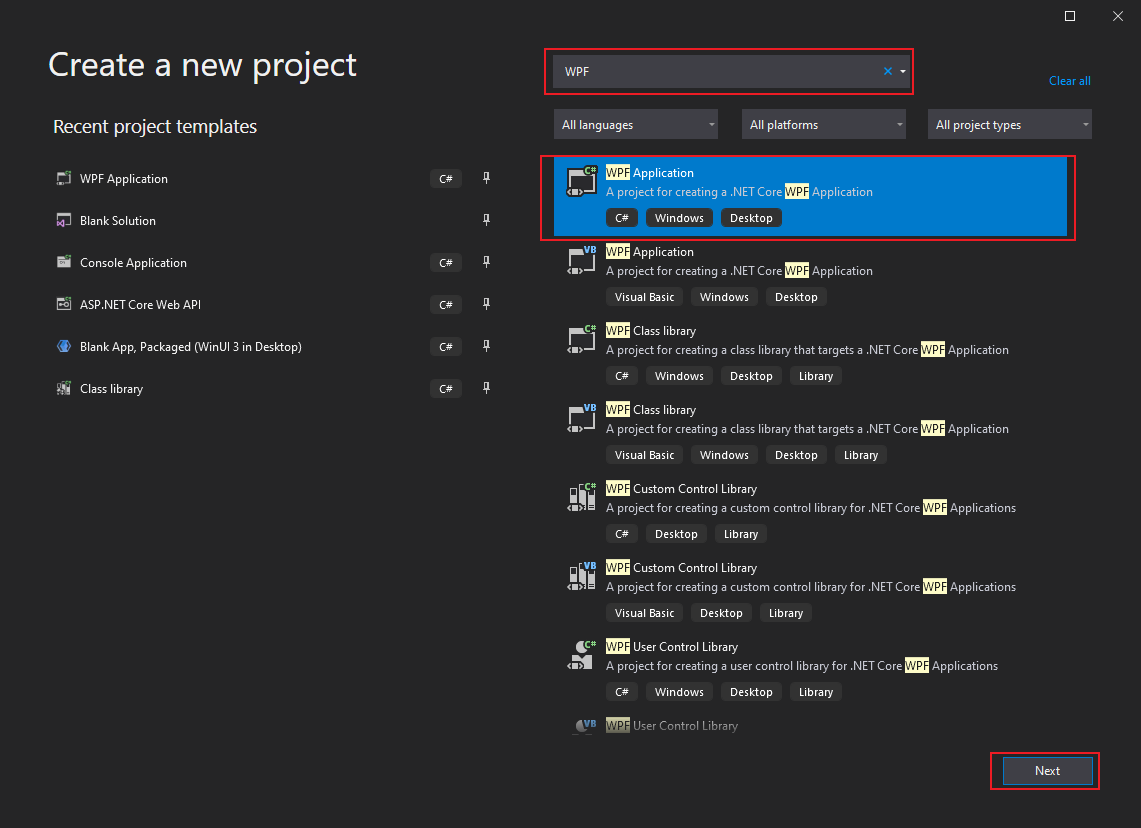 Create a new project
Recent project templates
WPF Application C#
Blank Solution
Console Application C#
ASP.NET Core Web API C#
Blank App, Packaged (WinUI 3 in Desktop) C#
Class library C#
WPF
Clear all
All languages All platforms All project types
C#
WPF Application
A project for creating a .NET Core WPF Application
C# Windows Desktop
VB
WPF Application
A project for creating a .NET Core WPF Application
Visual Basic Windows Desktop
C#
WPF Class library
A project for creating a class library that targets a .NET Core WPF Application
C# Windows Desktop Library
VB
WPF Class library
A project for creating a class library that targets a .NET Core WPF Application
Visual Basic Windows Desktop Library
C#
WPF Custom Control Library
A project for creating a custom control library for .NET Core WPF Applications
C# Desktop Library
VB
WPF Custom Control Library
A project for creating a custom control library for .NET Core WPF Applications
Visual Basic Desktop Library
C#
WPF User Control Library
A project for creating a user control library for .NET Core WPF Applications
C# Windows Desktop Library
VB
WPF User Control Library
Next